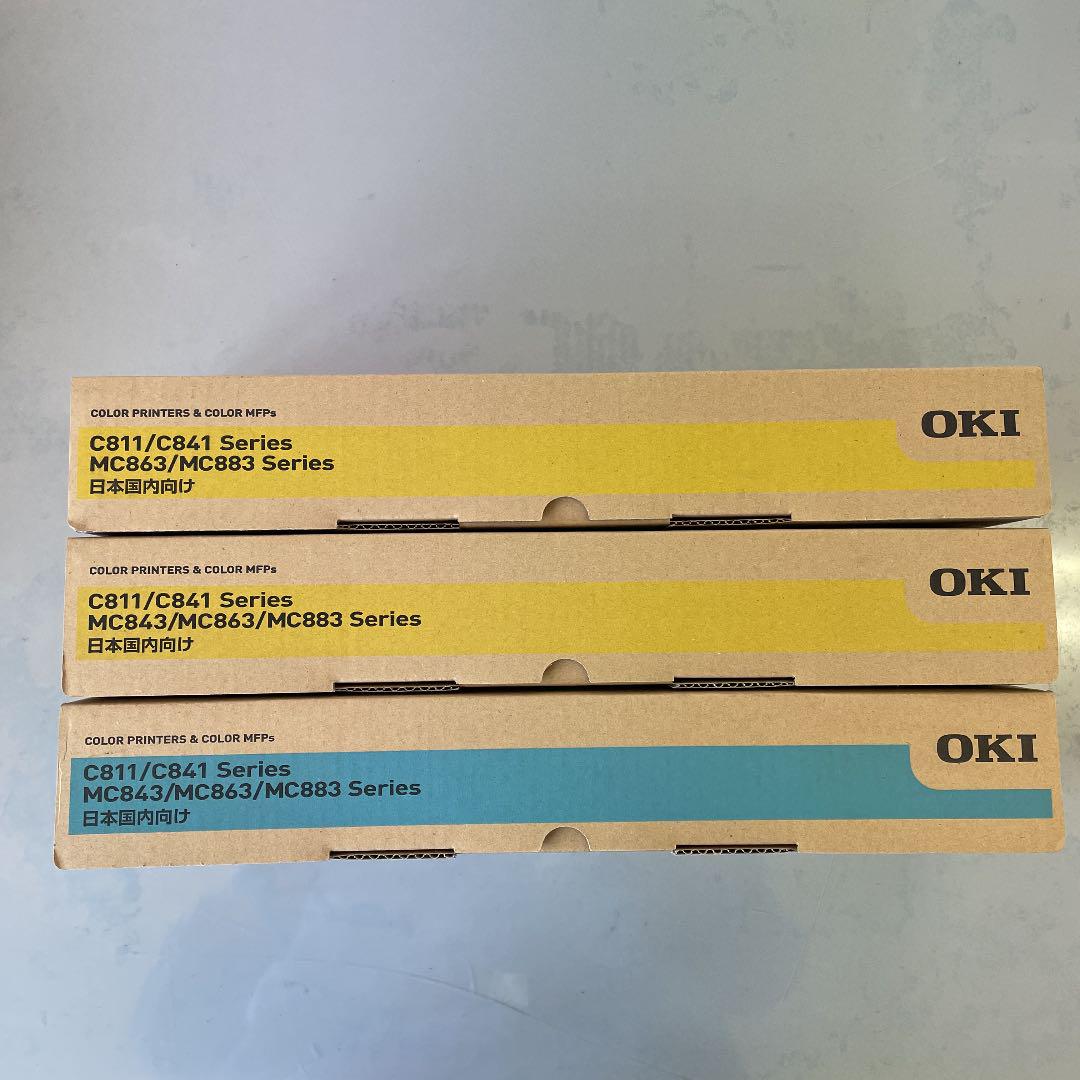 COLOR PRINTERS & COLOR MFPs
OKI
C811/C841 Series
MC863/MC883 Series
日本国内向け
COLOR PRINTERS & COLOR MFPs
OKI
C811/C841 Series
MC843/MC863/MC883 Series
日本国内向け
COLOR PRINTERS & COLOR MFPs
OKI
C811/C841 Series
MC843/MC863/MC883 Series
日本国内向け